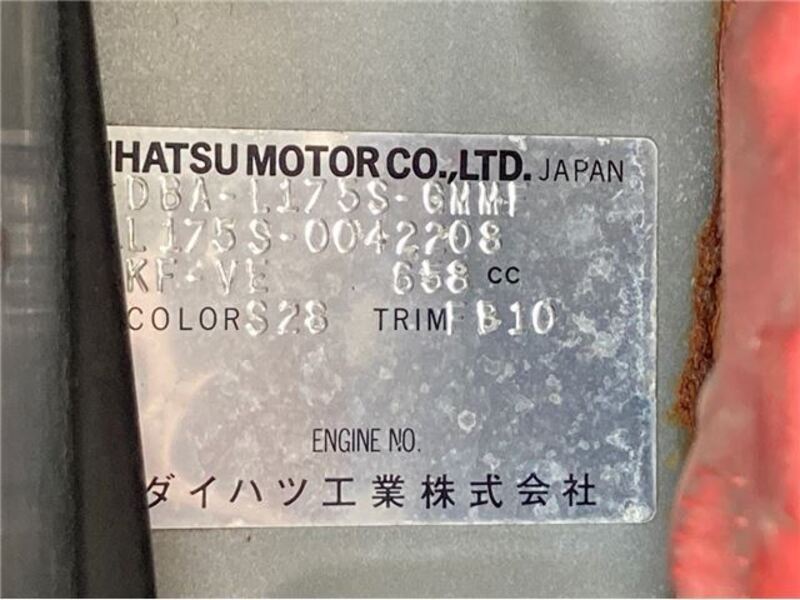 IHATSU MOTOR CO.,LTD. JAPAN
DBA-L175S-GMMF
L175S-0042208
KF-VE 658 CC
COLOR S28 TRIM FB10
ENGINE NO.
ダイハツ工業株式会社